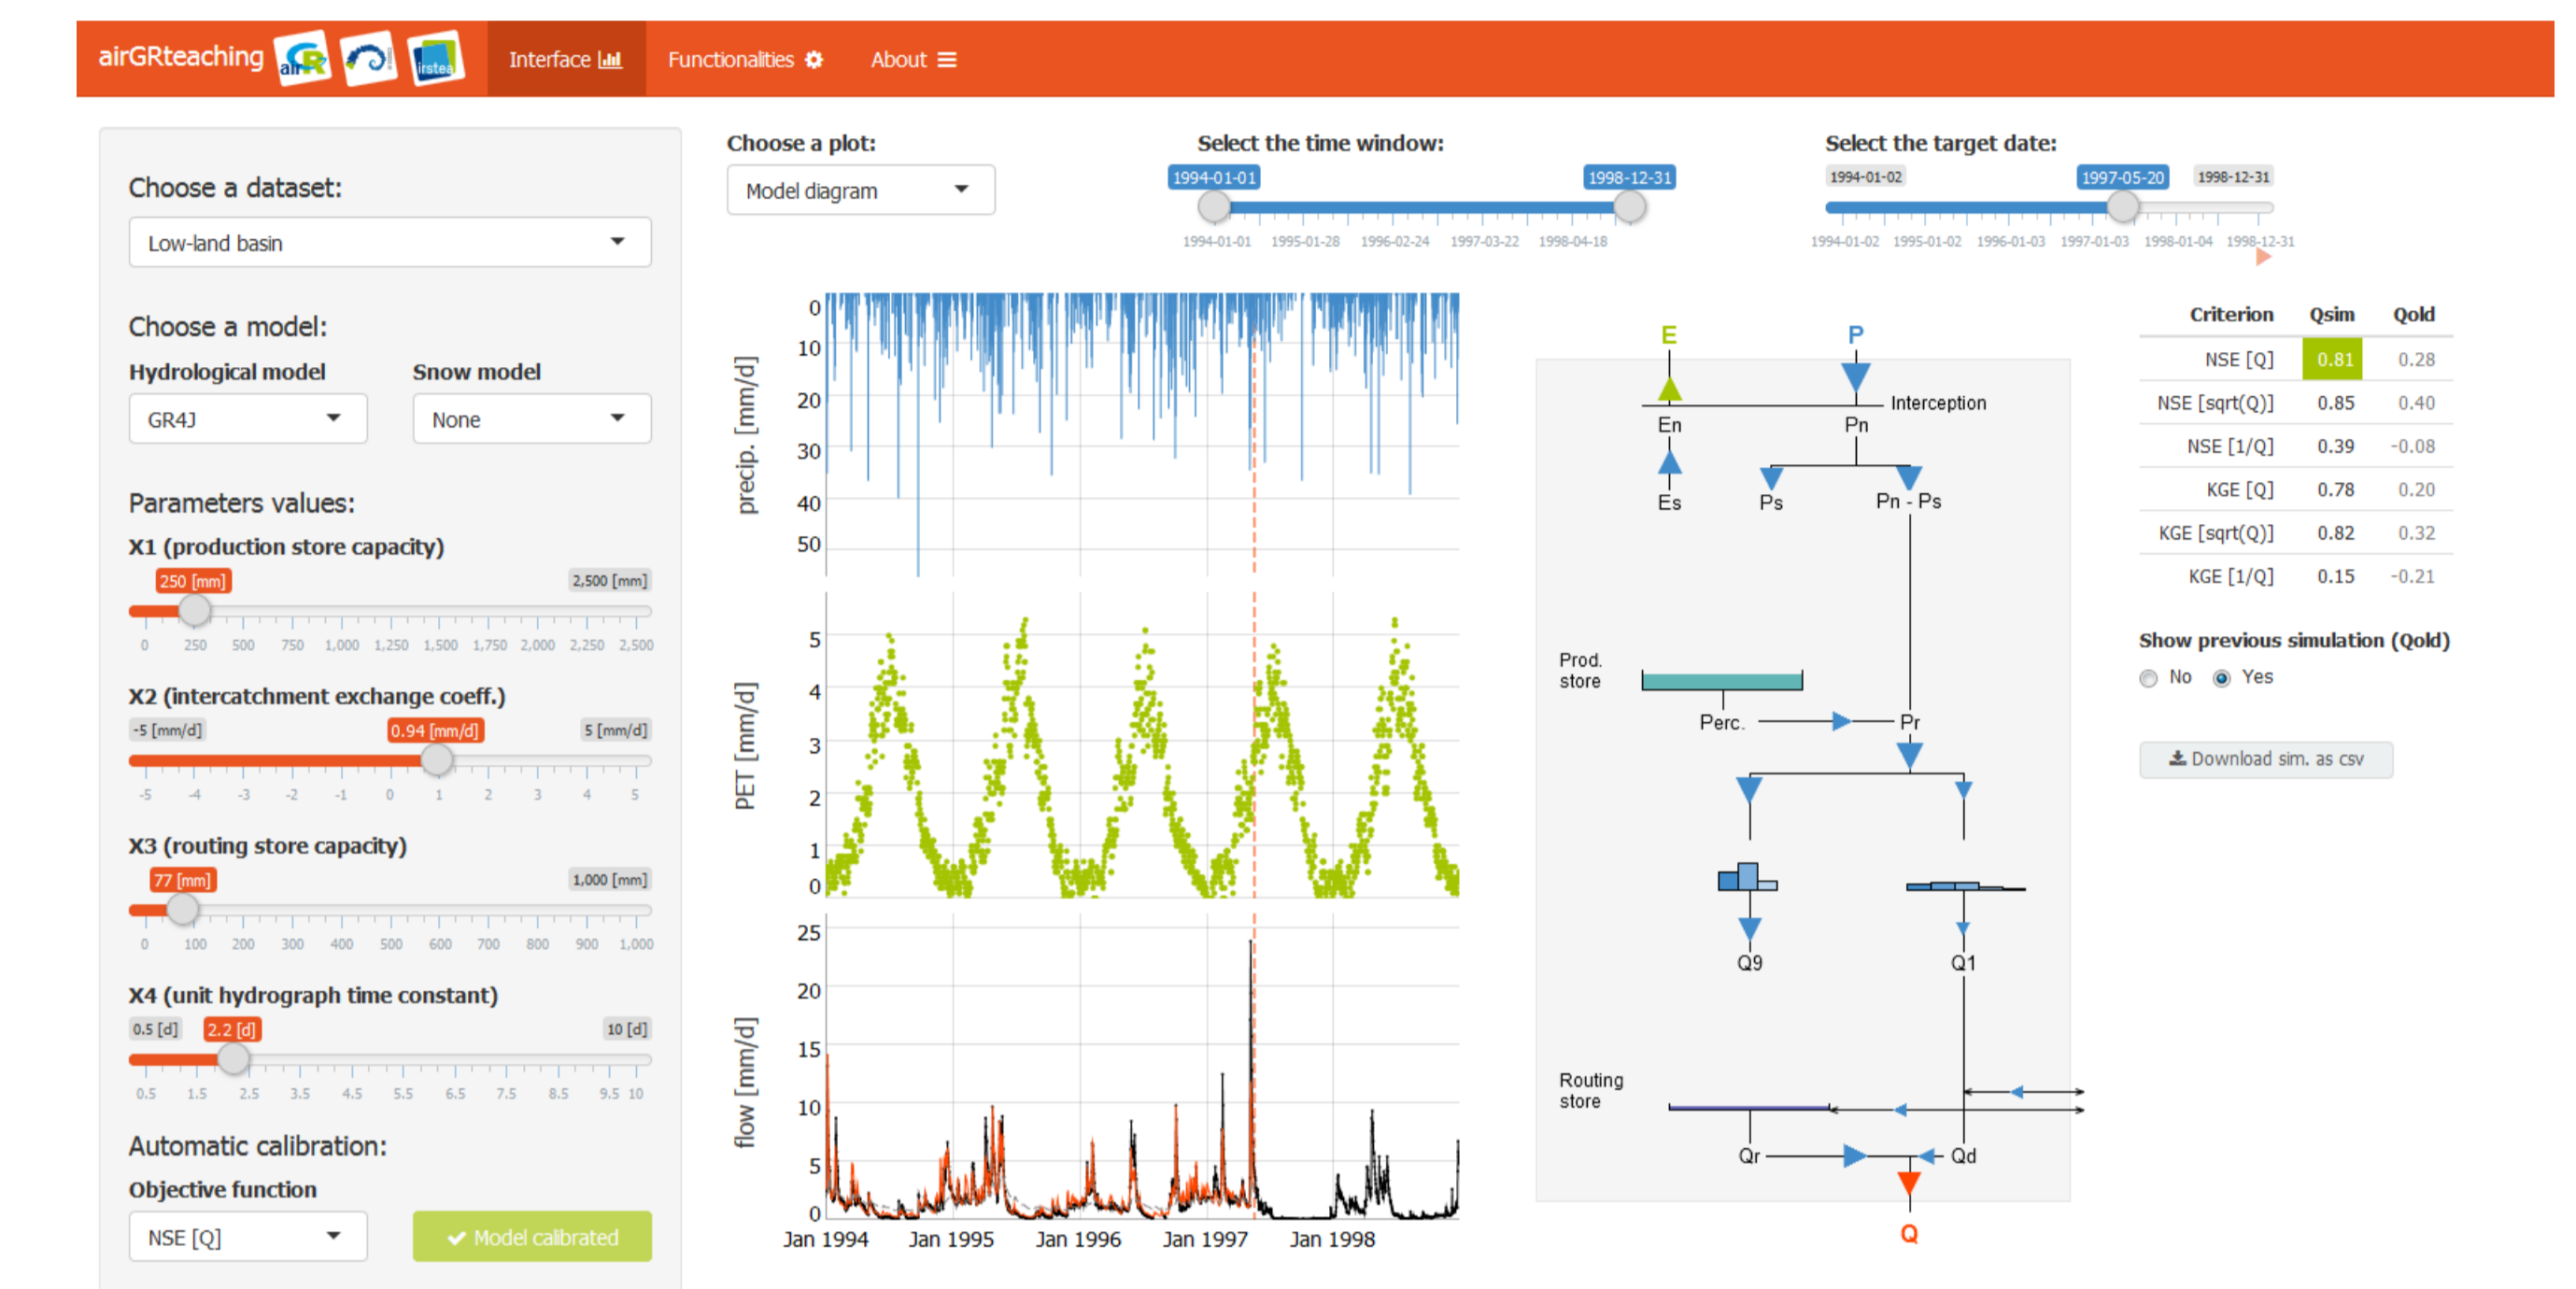 airGRteaching airR irstea Interface Functionalities About
Choose a dataset:
Low-land basin
Choose a model:
Hydrological model Snow model
GR4J None
Parameters values:
X1 (production store capacity)
250 [mm] 2,500 [mm]
0 250 500 750 1,000 1,250 1,500 1,750 2,000 2,250 2,500
X2 (intercatchment exchange coeff.)
-5 [mm/d] 0.94 [mm/d] 5 [mm/d]
-5 -4 -3 -2 -1 0 1 2 3 4 5
X3 (routing store capacity)
77 [mm] 1,000 [mm]
0 100 200 300 400 500 600 700 800 900 1,000
X4 (unit hydrograph time constant)
0.5 [d] 2.2 [d] 10 [d]
0.5 1.5 2.5 3.5 4.5 5.5 6.5 7.5 8.5 9.5 10
Automatic calibration:
Objective function
NSE [Q] Model calibrated
Choose a plot:
Model diagram
Select the time window:
1994-01-01 1998-12-31
1994-01-01 1995-01-28 1996-02-24 1997-03-22 1998-04-18
Select the target date:
1994-01-02 1997-05-20 1998-12-31
1994-01-02 1995-01-02 1996-01-03 1997-01-03 1998-01-04 1998-12-31
precip. [mm/d]
0
10
20
30
40
50
PET [mm/d]
5
4
3
2
1
0
flow [mm/d]
25
20
15
10
5
0
Jan 1994 Jan 1995 Jan 1996 Jan 1997 Jan 1998
E P
Interception
En Pn
Es Ps Pn - Ps
Prod.
store
Perc. Pr
Q9 Q1
Routing
store
Qr Qd
Q
Criterion Qsim Qold
NSE [Q] 0.81 0.28
NSE [sqrt(Q)] 0.85 0.40
NSE [1/Q] 0.39 -0.08
KGE [Q] 0.78 0.20
KGE [sqrt(Q)] 0.82 0.32
KGE [1/Q] 0.15 -0.21
Show previous simulation (Qold)
No Yes
Download sim. as csv